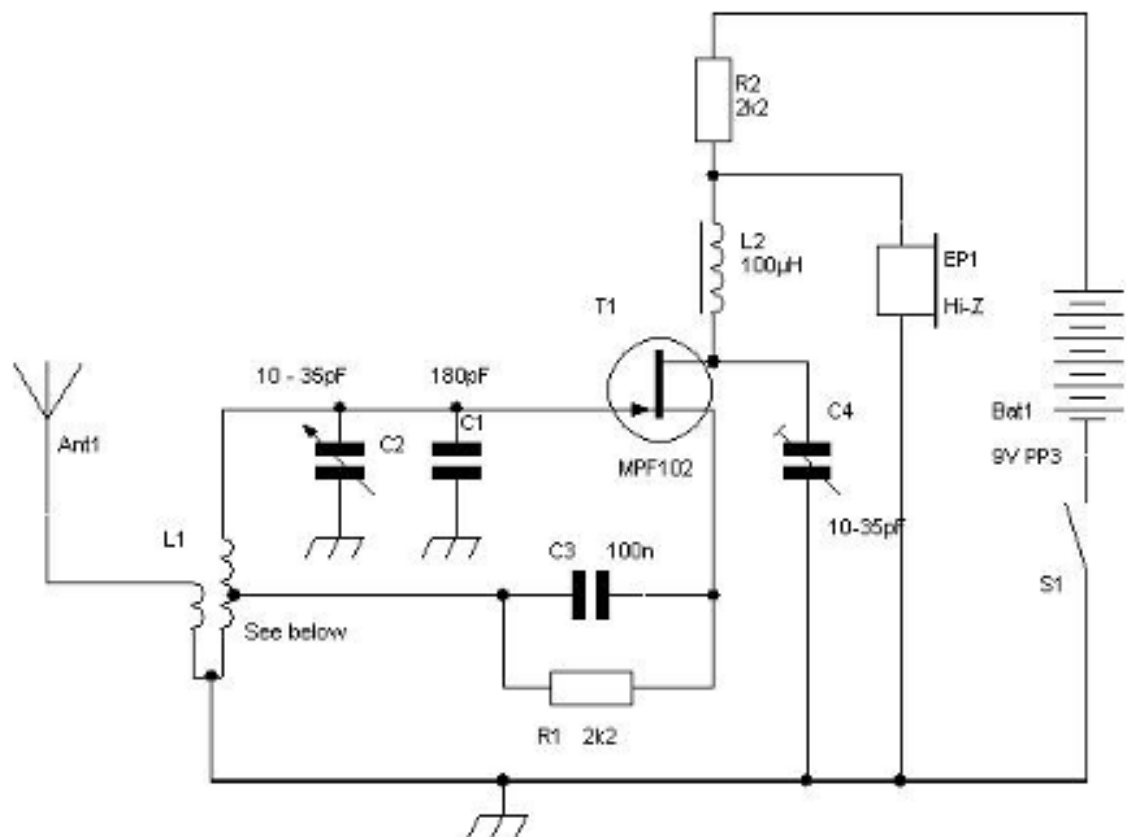 R2
2k2
L2
100µH
EP1
Hi-Z
T1
10 - 35pF
180pF
C4
Bat1
Ant1
C2
C1
9V PP3
MPF102
10-35pF
L1
C3 100n
S1
See below
R1 2k2